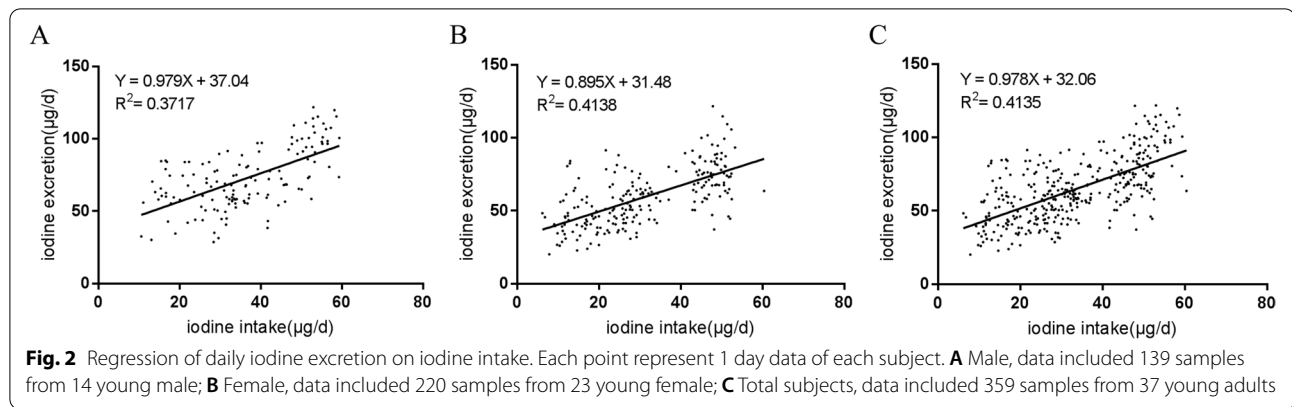 A
150
100
50
0
iodine excretion(µg/d)
Y = 0.979X + 37.04
R²= 0.3717
0 20 40 60 80
iodine intake(µg/d)
B
150
100
50
0
iodine excretion(µg/d)
Y = 0.895X + 31.48
R²= 0.4138
0 20 40 60 80
iodine intake(µg/d)
C
150
100
50
0
iodine excretion(µg/d)
Y = 0.978X + 32.06
R²= 0.4135
0 20 40 60 80
iodine intake(µg/d)
Fig. 2 Regression of daily iodine excretion on iodine intake. Each point represent 1 day data of each subject. A Male, data included 139 samples
from 14 young male; B Female, data included 220 samples from 23 young female; C Total subjects, data included 359 samples from 37 young adults